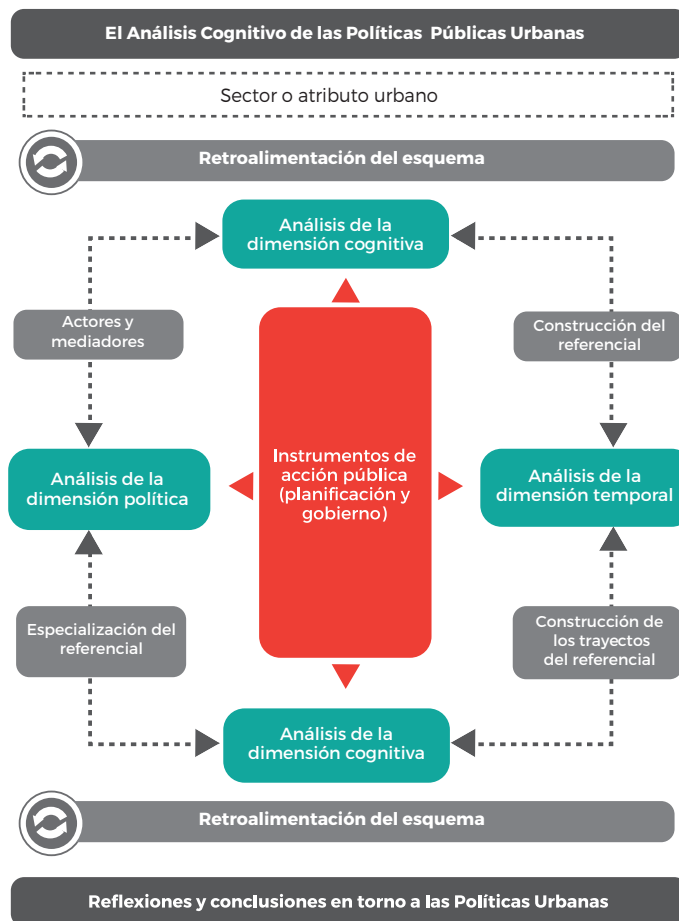 El Análisis Cognitivo de las Políticas Públicas Urbanas
Sector o atributo urbano
Retroalimentación del esquema
Análisis de la
dimensión cognitiva
Actores y
mediadores
Construcción del
referencial
Análisis de la
dimensión política
Instrumentos de
acción pública
(planificación y
gobierno)
Análisis de la
dimensión temporal
Especialización del
referencial
Construcción de
los trayectos
del referencial
Análisis de la
dimensión cognitiva
Retroalimentación del esquema
Reflexiones y conclusiones en torno a las Políticas Urbanas